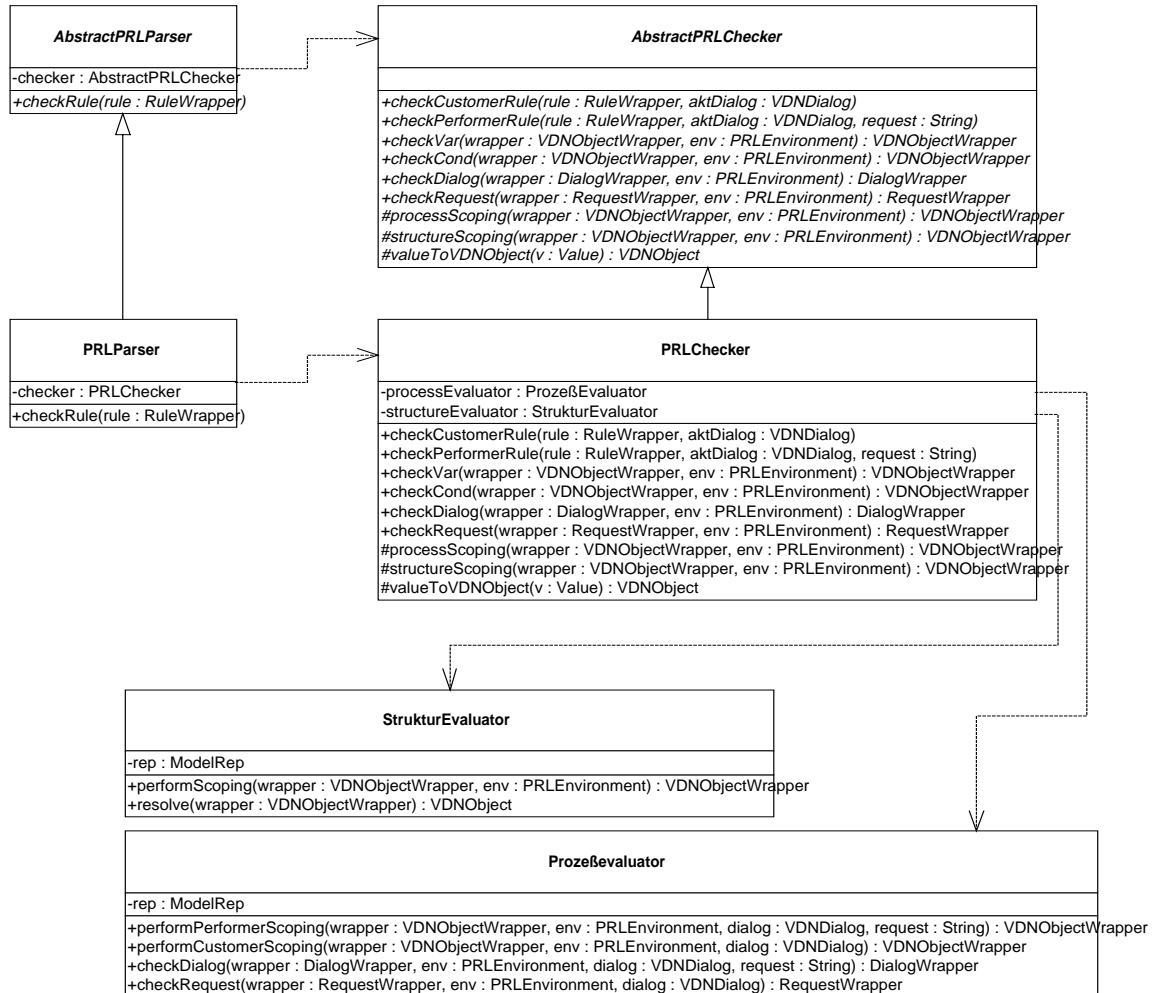 AbstractPRLParser
-checker : AbstractPRLChecker
+checkRule(rule : RuleWrapper)
AbstractPRLChecker
+checkCustomerRule(rule : RuleWrapper, aktDialog : VDNDialog)
+checkPerformerRule(rule : RuleWrapper, aktDialog : VDNDialog, request : String)
+checkVar(wrapper : VDNObjectWrapper, env : PRLEnvironment) : VDNObjectWrapper
+checkCond(wrapper : VDNObjectWrapper, env : PRLEnvironment) : VDNObjectWrapper
+checkDialog(wrapper : DialogWrapper, env : PRLEnvironment) : DialogWrapper
+checkRequest(wrapper : RequestWrapper, env : PRLEnvironment) : RequestWrapper
#processScoping(wrapper : VDNObjectWrapper, env : PRLEnvironment) : VDNObjectWrapper
#structureScoping(wrapper : VDNObjectWrapper, env : PRLEnvironment) : VDNObjectWrapper
#valueToVDNObject(v : Value) : VDNObject
PRLParser
-checker : PRLChecker
+checkRule(rule : RuleWrapper)
PRLChecker
-processEvaluator : ProzeßEvaluator
-structureEvaluator : StrukturEvaluator
+checkCustomerRule(rule : RuleWrapper, aktDialog : VDNDialog)
+checkPerformerRule(rule : RuleWrapper, aktDialog : VDNDialog, request : String)
+checkVar(wrapper : VDNObjectWrapper, env : PRLEnvironment) : VDNObjectWrapper
+checkCond(wrapper : VDNObjectWrapper, env : PRLEnvironment) : VDNObjectWrapper
+checkDialog(wrapper : DialogWrapper, env : PRLEnvironment) : DialogWrapper
+checkRequest(wrapper : RequestWrapper, env : PRLEnvironment) : RequestWrapper
#processScoping(wrapper : VDNObjectWrapper, env : PRLEnvironment) : VDNObjectWrapper
#structureScoping(wrapper : VDNObjectWrapper, env : PRLEnvironment) : VDNObjectWrapper
#valueToVDNObject(v : Value) : VDNObject
StrukturEvaluator
-rep : ModelRep
+performScoping(wrapper : VDNObjectWrapper, env : PRLEnvironment) : VDNObjectWrapper
+resolve(wrapper : VDNObjectWrapper) : VDNObject
Prozeßevaluator
-rep : ModelRep
+performPerformerScoping(wrapper : VDNObjectWrapper, env : PRLEnvironment, dialog : VDNDialog, request : String) : VDNObjectWrapper
+performCustomerScoping(wrapper : VDNObjectWrapper, env : PRLEnvironment, dialog : VDNDialog) : VDNObjectWrapper
+checkDialog(wrapper : DialogWrapper, env : PRLEnvironment, dialog : VDNDialog, request : String) : DialogWrapper
+checkRequest(wrapper : RequestWrapper, env : PRLEnvironment, dialog : VDNDialog) : RequestWrapper